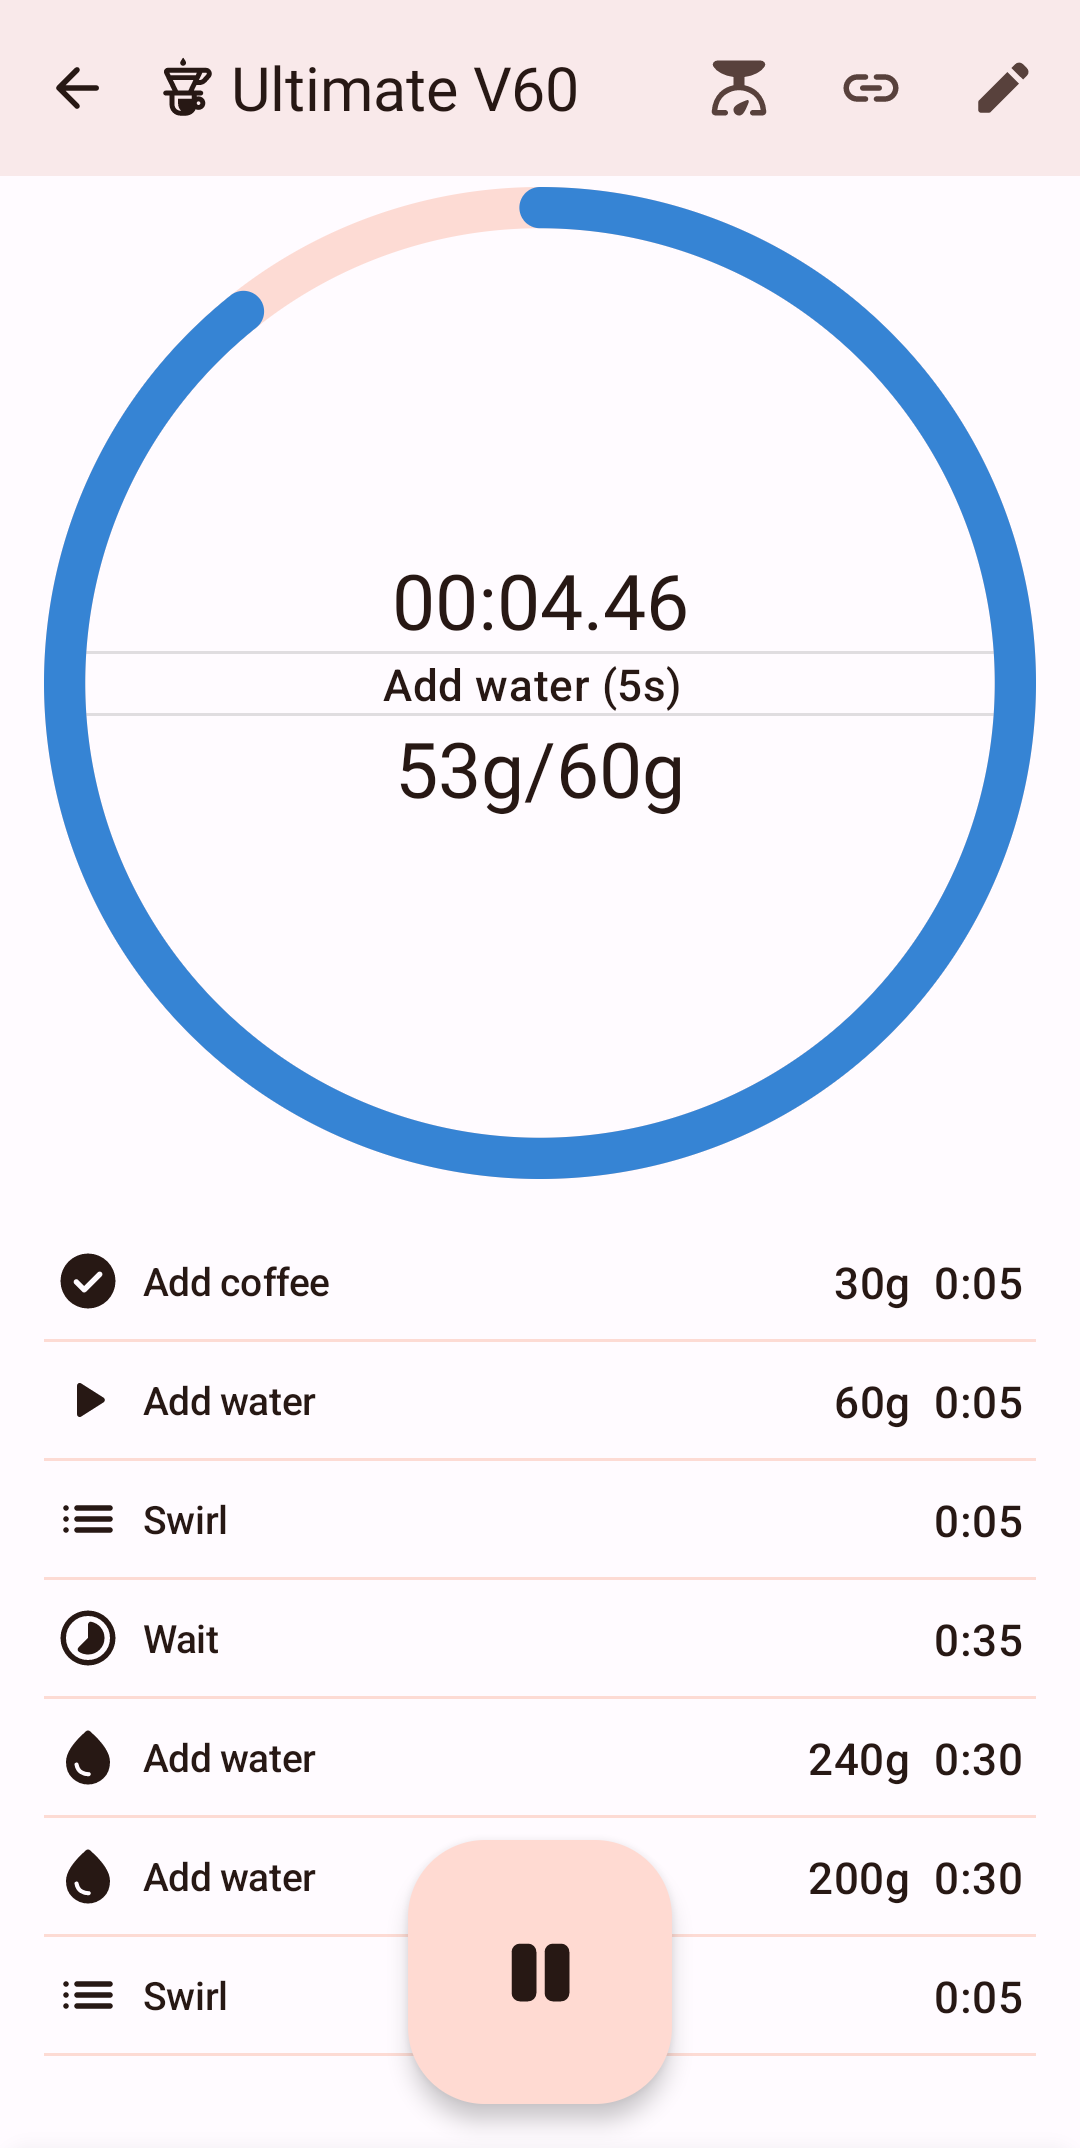 Ultimate V60
00:04.46
Add water (5s)
53g/60g
Add coffee 30g 0:05
Add water 60g 0:05
Swirl 0:05
Wait 0:35
Add water 240g 0:30
Add water 200g 0:30
Swirl 0:05